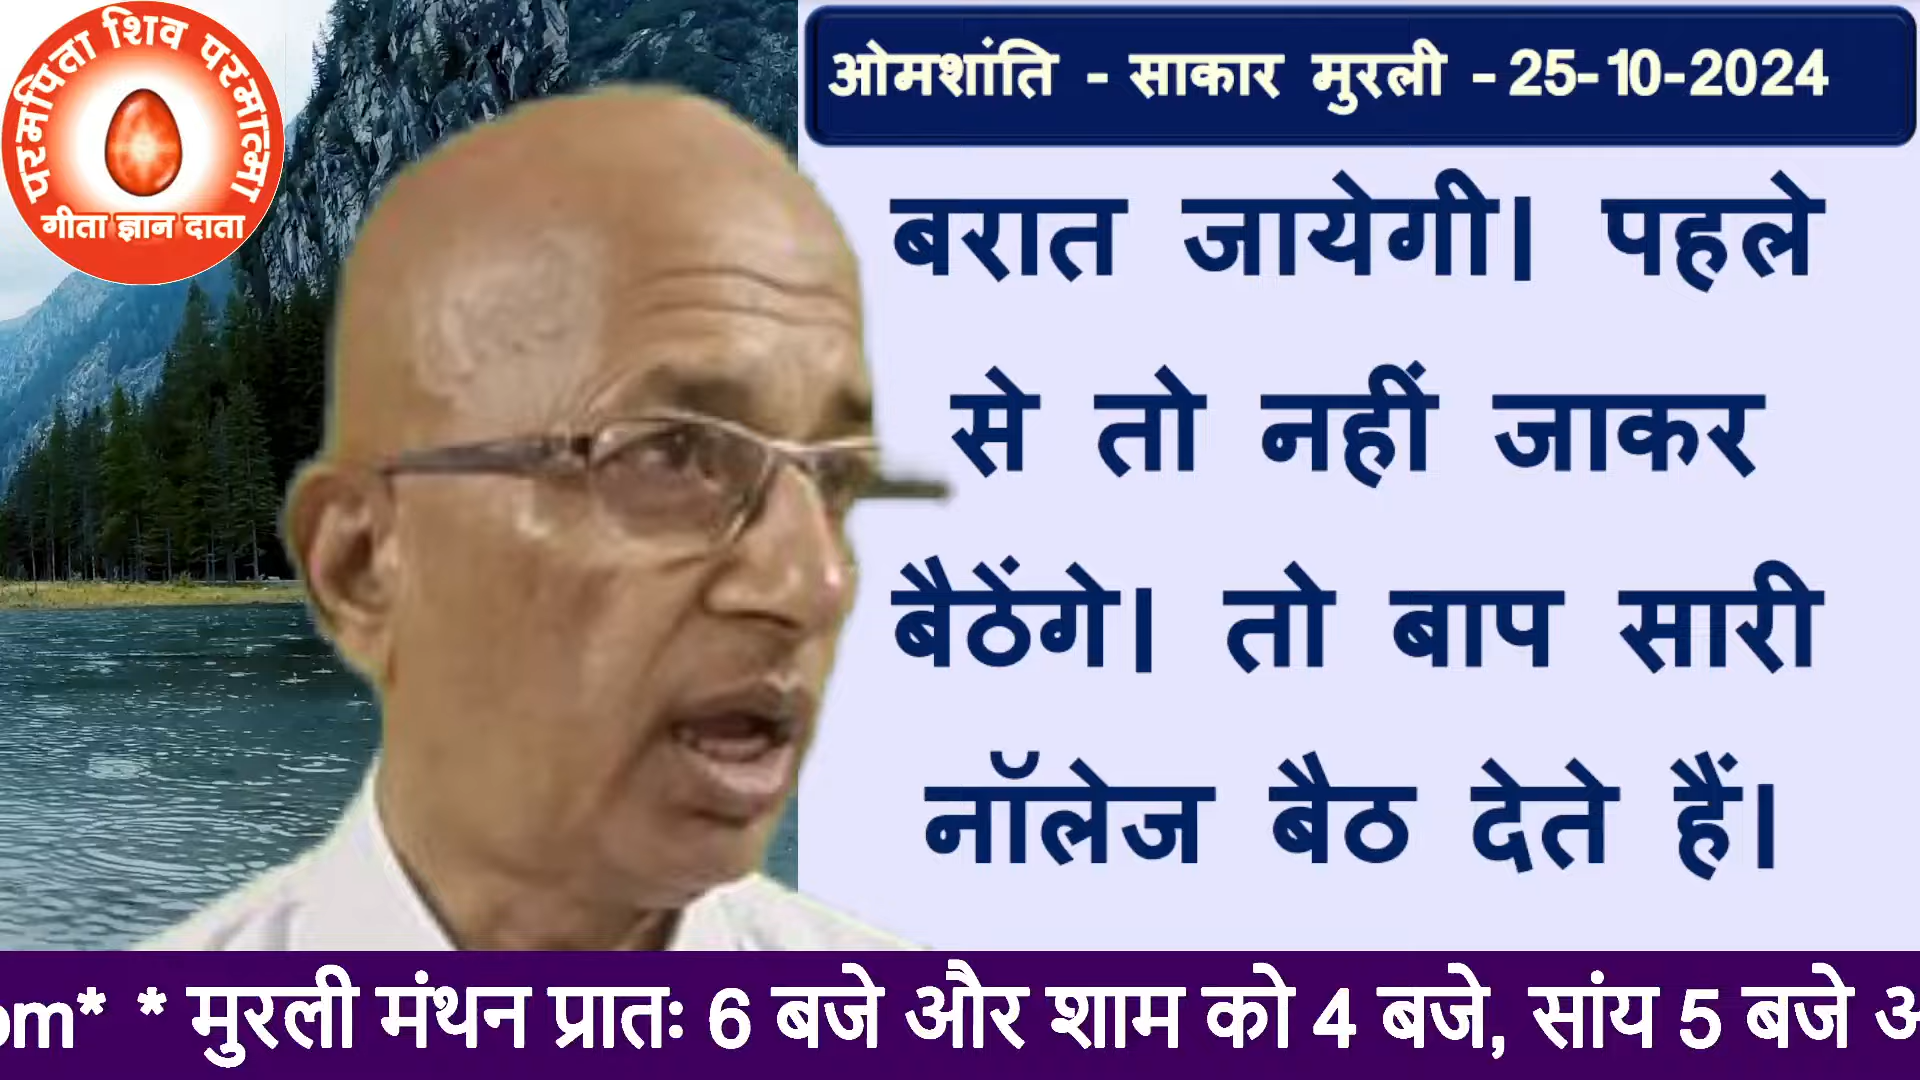 परमपिता शिव परमात्मा
गीता ज्ञान दाता
ओमशांति - साकार मुरली - 25-10-2024
बरात जायेगी। पहले
से तो नहीं जाकर
बैठेंगे। तो बाप सारी
नॉलेज बैठ देते हैं।
om* * मुरली मंथन प्रातः 6 बजे और शाम को 4 बजे, सांय 5 बजे